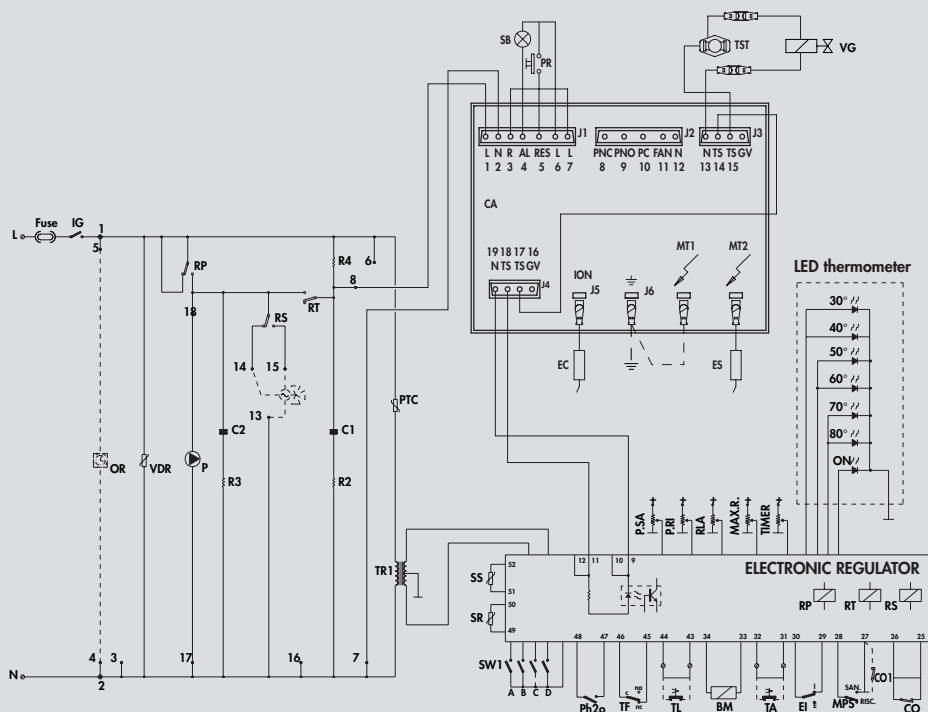 SB
PR
TST
VG
J1
J2
J3
L N R AL RES L L
1 2 3 4 5 6 7
PNC PNO PC FAN N
8 9 10 11 12
N TS TS GV
13 14 15
CA
19 18 17 16
N TS TS GV
J4
ION
J5
J6
MT1
MT2
EC
ES
L
Fuse
IG
1
5
RP
18
R4
6
8
RT
RS
14
15
13
PTC
OR
VDR
P
C2
R3
C1
R2
4
3
2
17
16
7
N
TR1
LED thermometer
30°
40°
50°
60°
70°
80°
ON
P.SA
P.RI
RLA
MAX.R.
TIMER
ELECTRONIC REGULATOR
12 11 10 9
52
SS
51
50
SR
49
RP
RT
RS
48 47 46 45 44 43 34 33 32 31 30 29 28 27 26 25
SW1
A B C D
Ph2o
c
na
nc
TF
TL
BM
TA
EI
I
E
MPS
SAN.
RISC.
CO1
CO